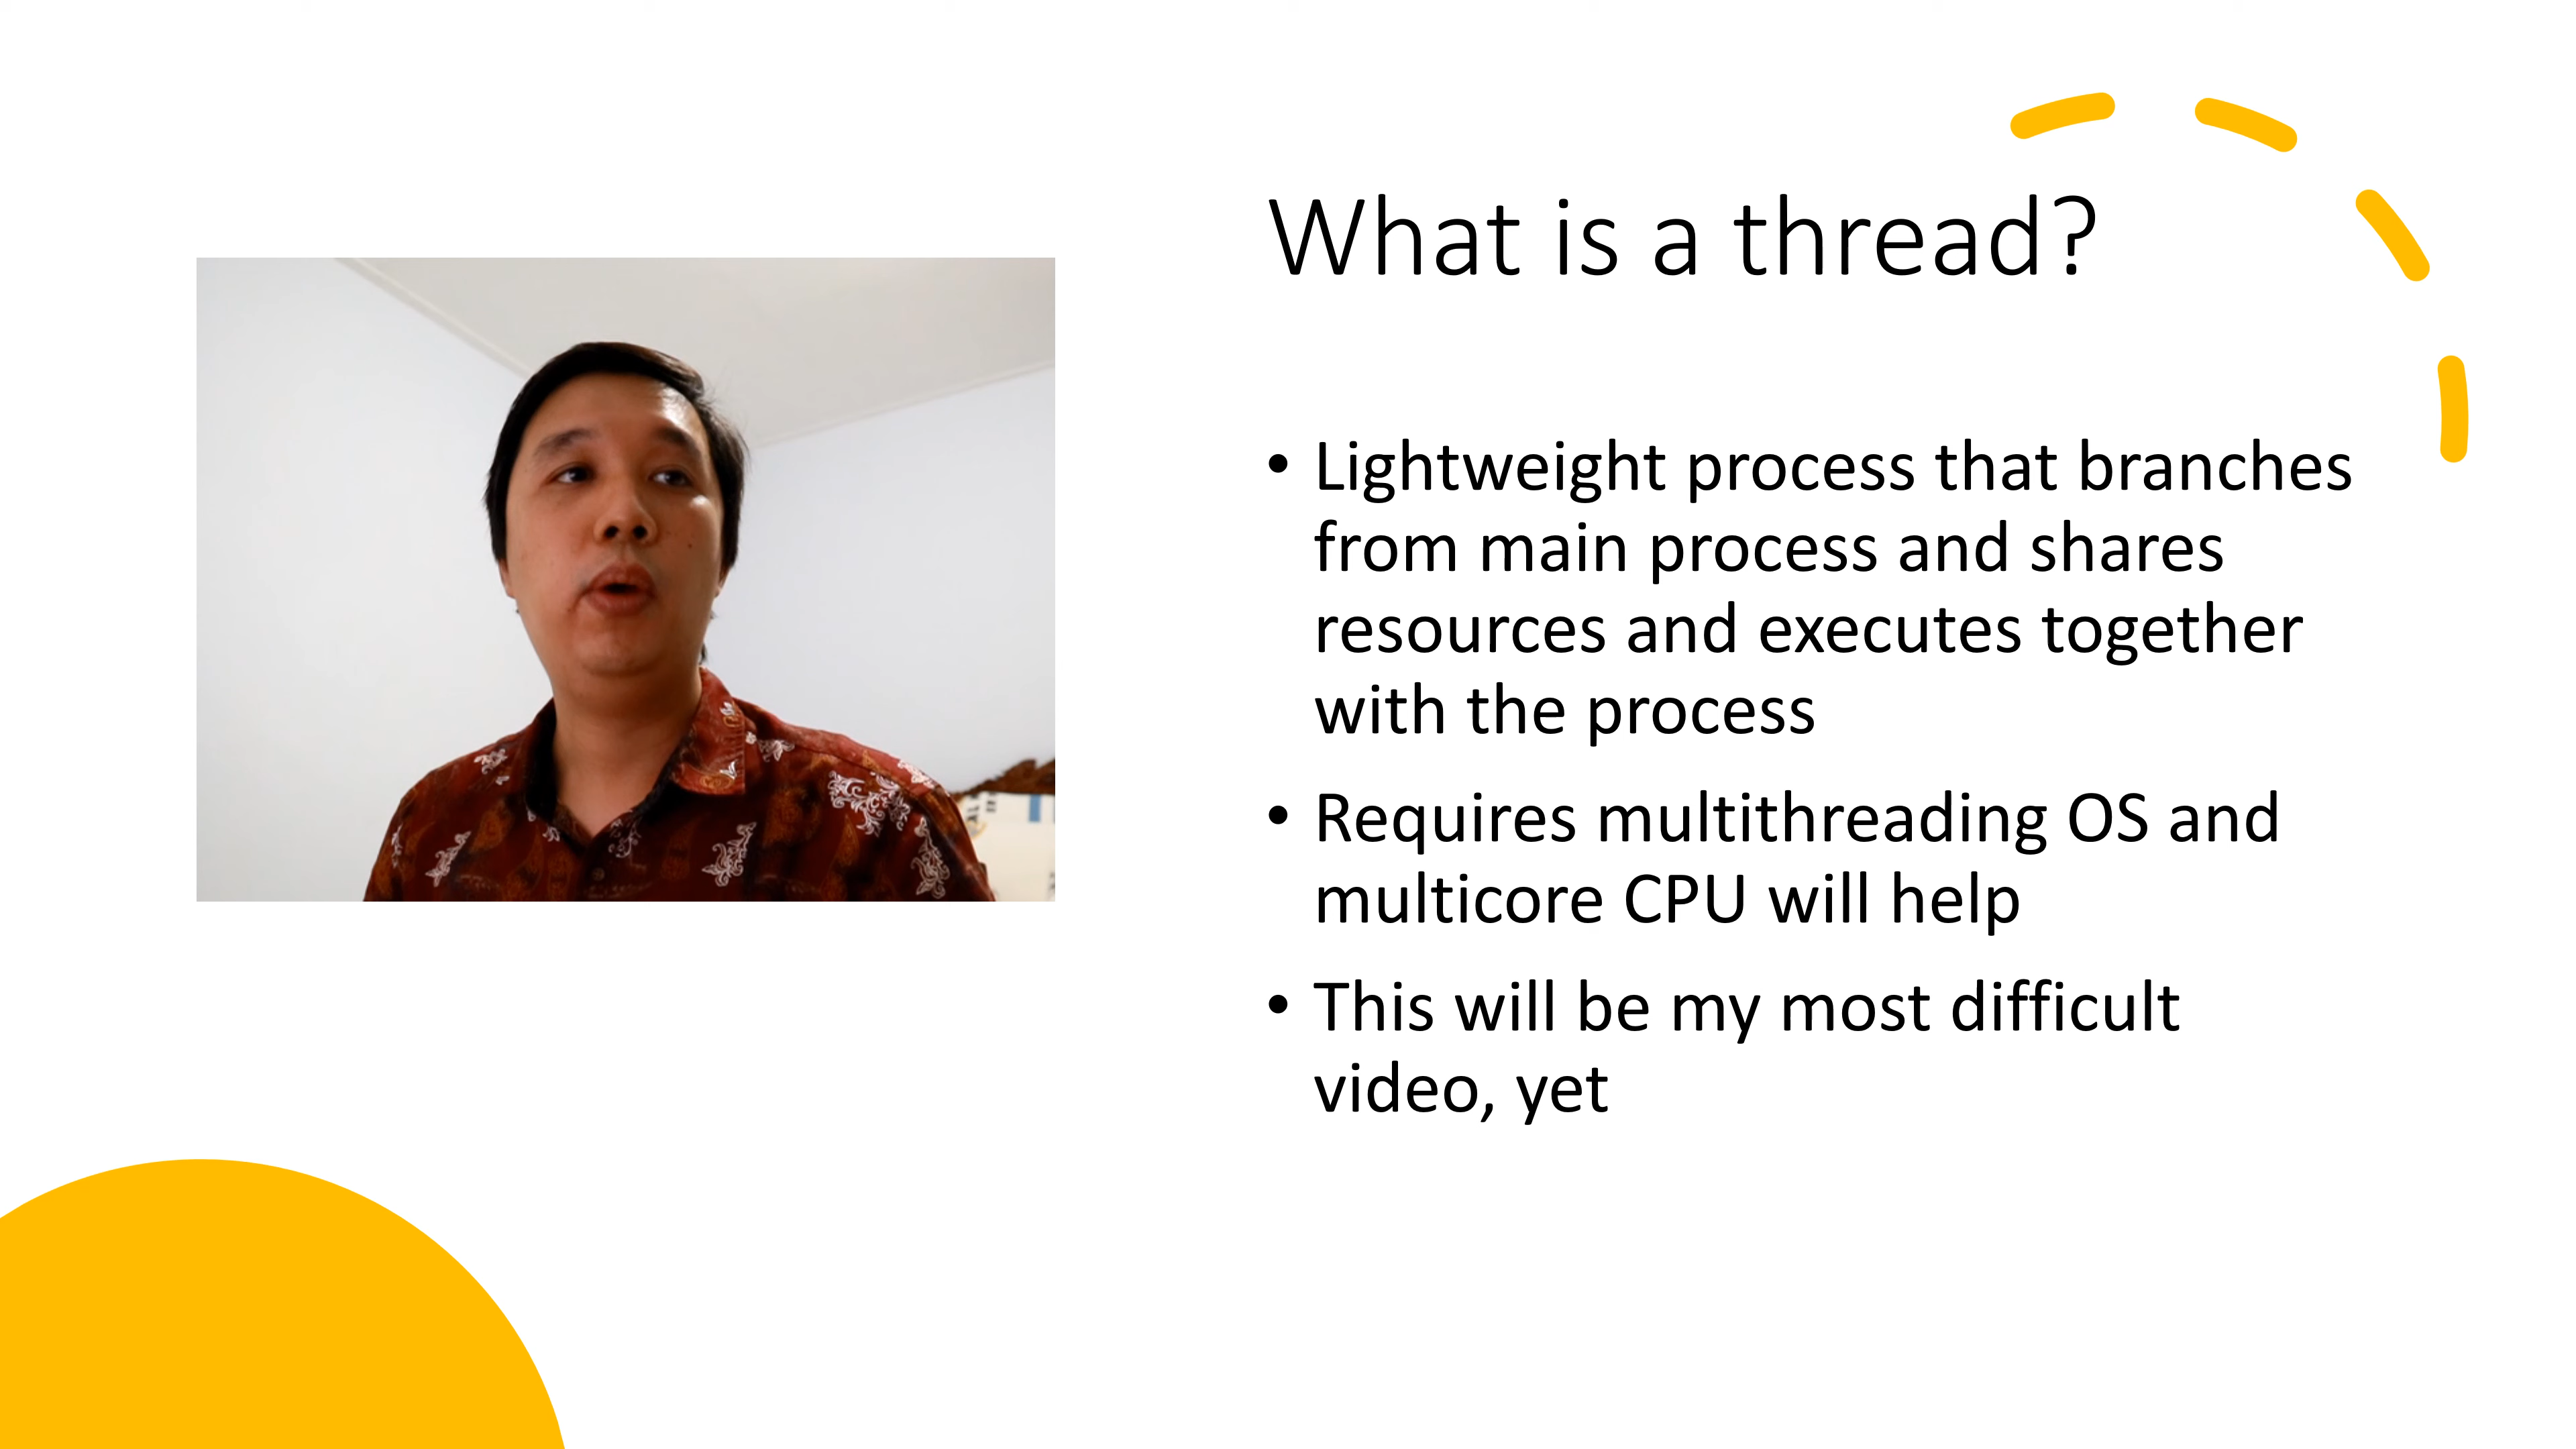 What is a thread?
• Lightweight process that branches
from main process and shares
resources and executes together
with the process
• Requires multithreading OS and
multicore CPU will help
• This will be my most difficult
video, yet